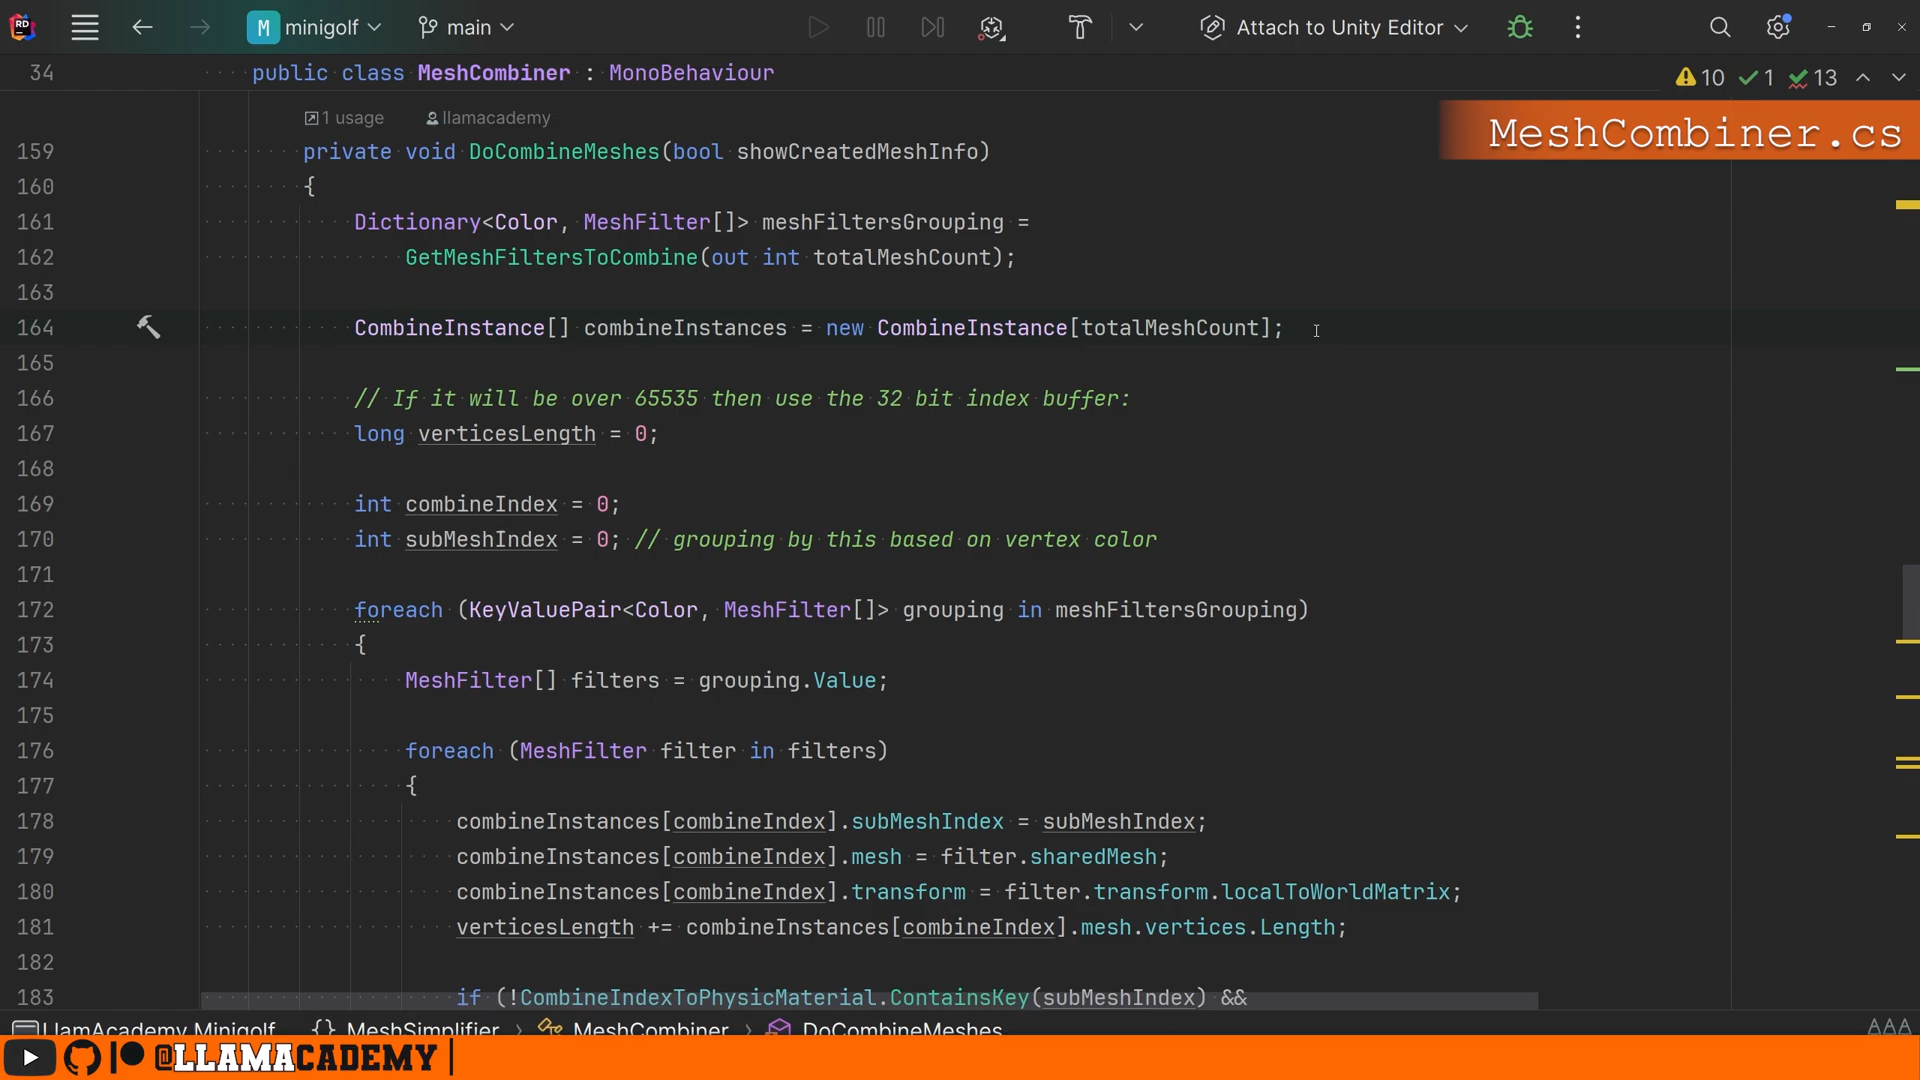 RD
M minigolf main Attach to Unity Editor
34 public class MeshCombiner : MonoBehaviour
10 1 13
MeshCombiner.cs
1 usage llamacademy
159 private void DoCombineMeshes(bool showCreatedMeshInfo)
160 {
161 Dictionary<Color, MeshFilter[]> meshFiltersGrouping =
162 GetMeshFiltersToCombine(out int totalMeshCount);
163
164 CombineInstance[] combineInstances = new CombineInstance[totalMeshCount];
165
166 // If it will be over 65535 then use the 32 bit index buffer:
167 long verticesLength = 0;
168
169 int combineIndex = 0;
170 int subMeshIndex = 0; // grouping by this based on vertex color
171
172 foreach (KeyValuePair<Color, MeshFilter[]> grouping in meshFiltersGrouping)
173 {
174 MeshFilter[] filters = grouping.Value;
175
176 foreach (MeshFilter filter in filters)
177 {
178 combineInstances[combineIndex].subMeshIndex = subMeshIndex;
179 combineInstances[combineIndex].mesh = filter.sharedMesh;
180 combineInstances[combineIndex].transform = filter.transform.localToWorldMatrix;
181 verticesLength += combineInstances[combineIndex].mesh.vertices.Length;
182
183 if (!CombineIndexToPhysicMaterial.ContainsKey(subMeshIndex) &&
LlamAcademy Minigolf {} MeshSimplifier › MeshCombiner › DoCombineMeshes
@LLAMACADEMY